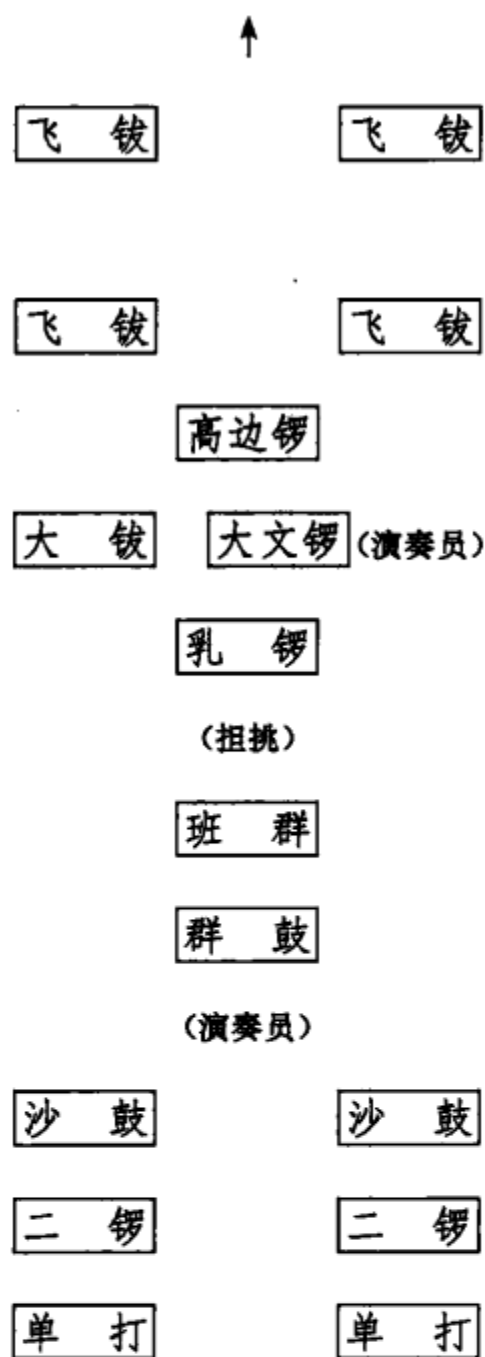 飞 钹 飞 钹
飞 钹 飞 钹
高边锣
大 钹 大文锣(演奏员)
乳 锣
(担挑)
班 群
群 鼓
(演奏员)
沙 鼓 沙 鼓
二 锣 二 锣
单 打 单 打